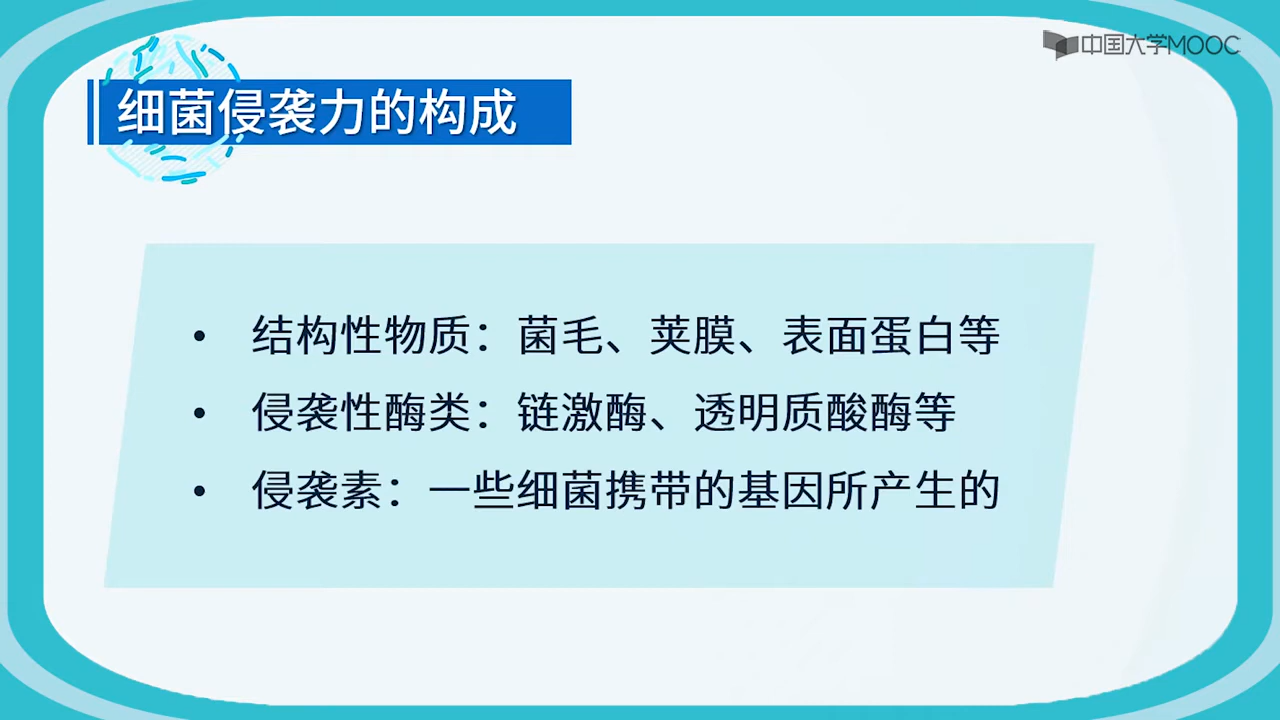 中国大学MOOC
细菌侵袭力的构成
• 结构性物质：菌毛、荚膜、表面蛋白等
• 侵袭性酶类：链激酶、透明质酸酶等
• 侵袭素：一些细菌携带的基因所产生的